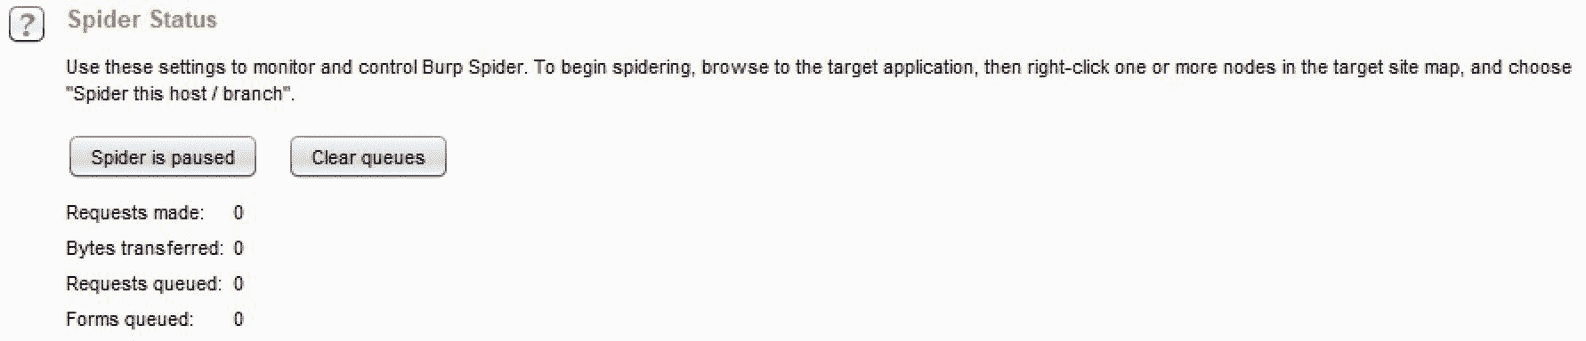 ? Spider Status
Use these settings to monitor and control Burp Spider. To begin spidering, browse to the target application, then right-click one or more nodes in the target site map, and choose
"Spider this host / branch".
Spider is paused Clear queues
Requests made: 0
Bytes transferred: 0
Requests queued: 0
Forms queued: 0